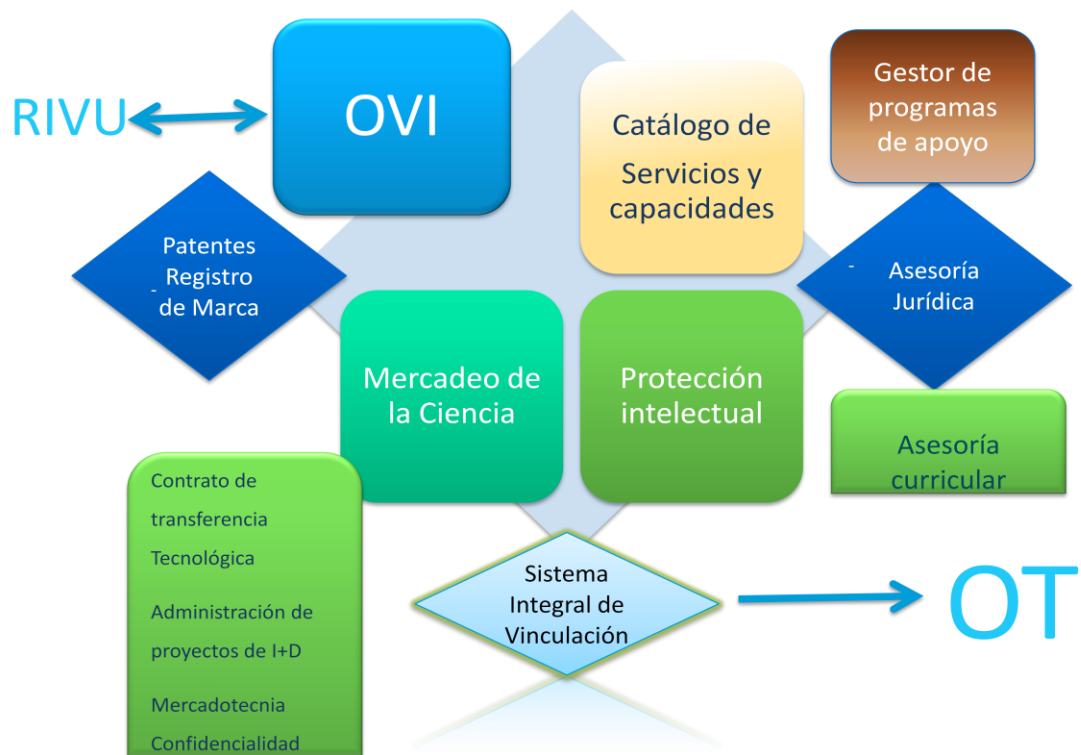 RIVU
OVI
Catálogo de
Servicios y
capacidades
Gestor de
programas
de apoyo
Patentes
Registro
- de Marca
- Asesoría
Jurídica
Mercadeo de
la Ciencia
Protección
intelectual
Asesoría
curricular
Contrato de
transferencia
Tecnológica
Administración de
proyectos de I+D
Mercadotecnia
Confidencialidad
Sistema
Integral de
Vinculación
OT